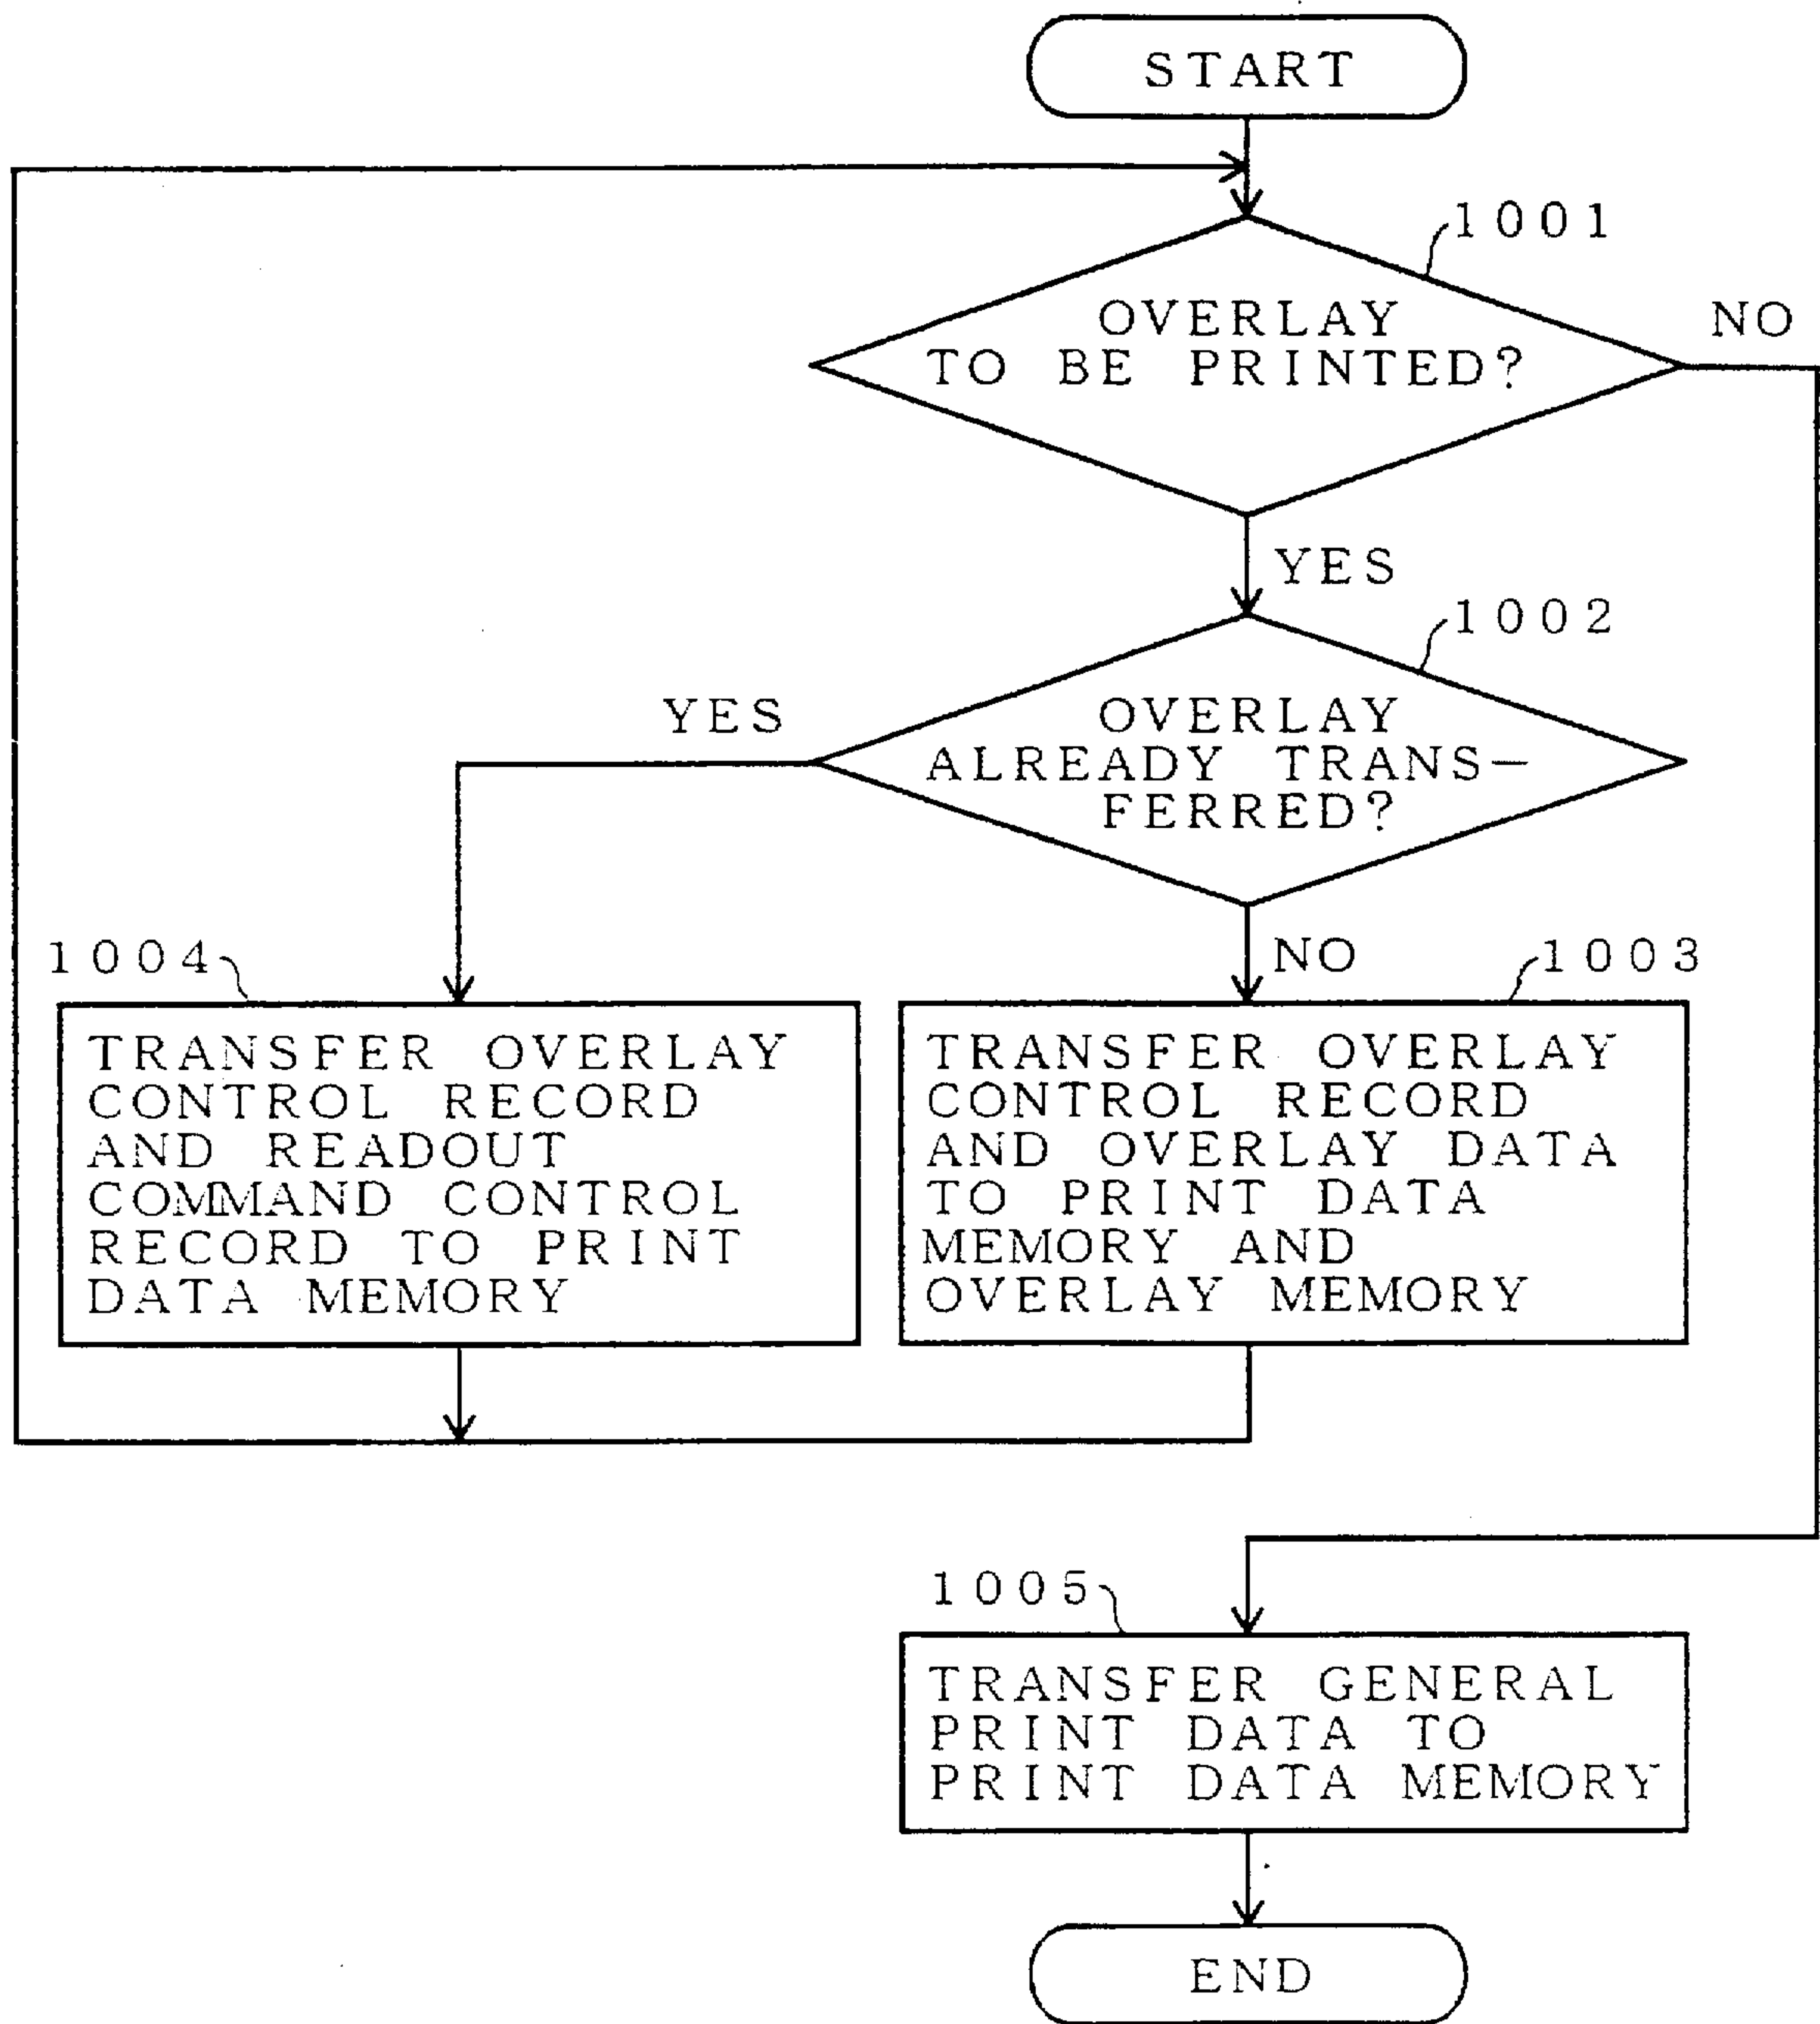 START
1001
OVERLAY
TO BE PRINTED?
NO
YES
1002
YES
OVERLAY
ALREADY TRANS-
FERRED?
1004
NO
1003
TRANSFER OVERLAY
CONTROL RECORD
AND READOUT
COMMAND CONTROL
RECORD TO PRINT
DATA MEMORY
TRANSFER OVERLAY
CONTROL RECORD
AND OVERLAY DATA
TO PRINT DATA
MEMORY AND
OVERLAY MEMORY
1005
TRANSFER GENERAL
PRINT DATA TO
PRINT DATA MEMORY
END